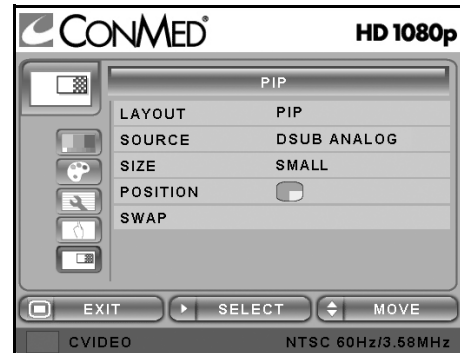 CONMED® HD 1080p
PIP
LAYOUT PIP
SOURCE DSUB ANALOG
SIZE SMALL
POSITION
SWAP
EXIT SELECT MOVE
CVIDEO NTSC 60Hz/3.58MHz